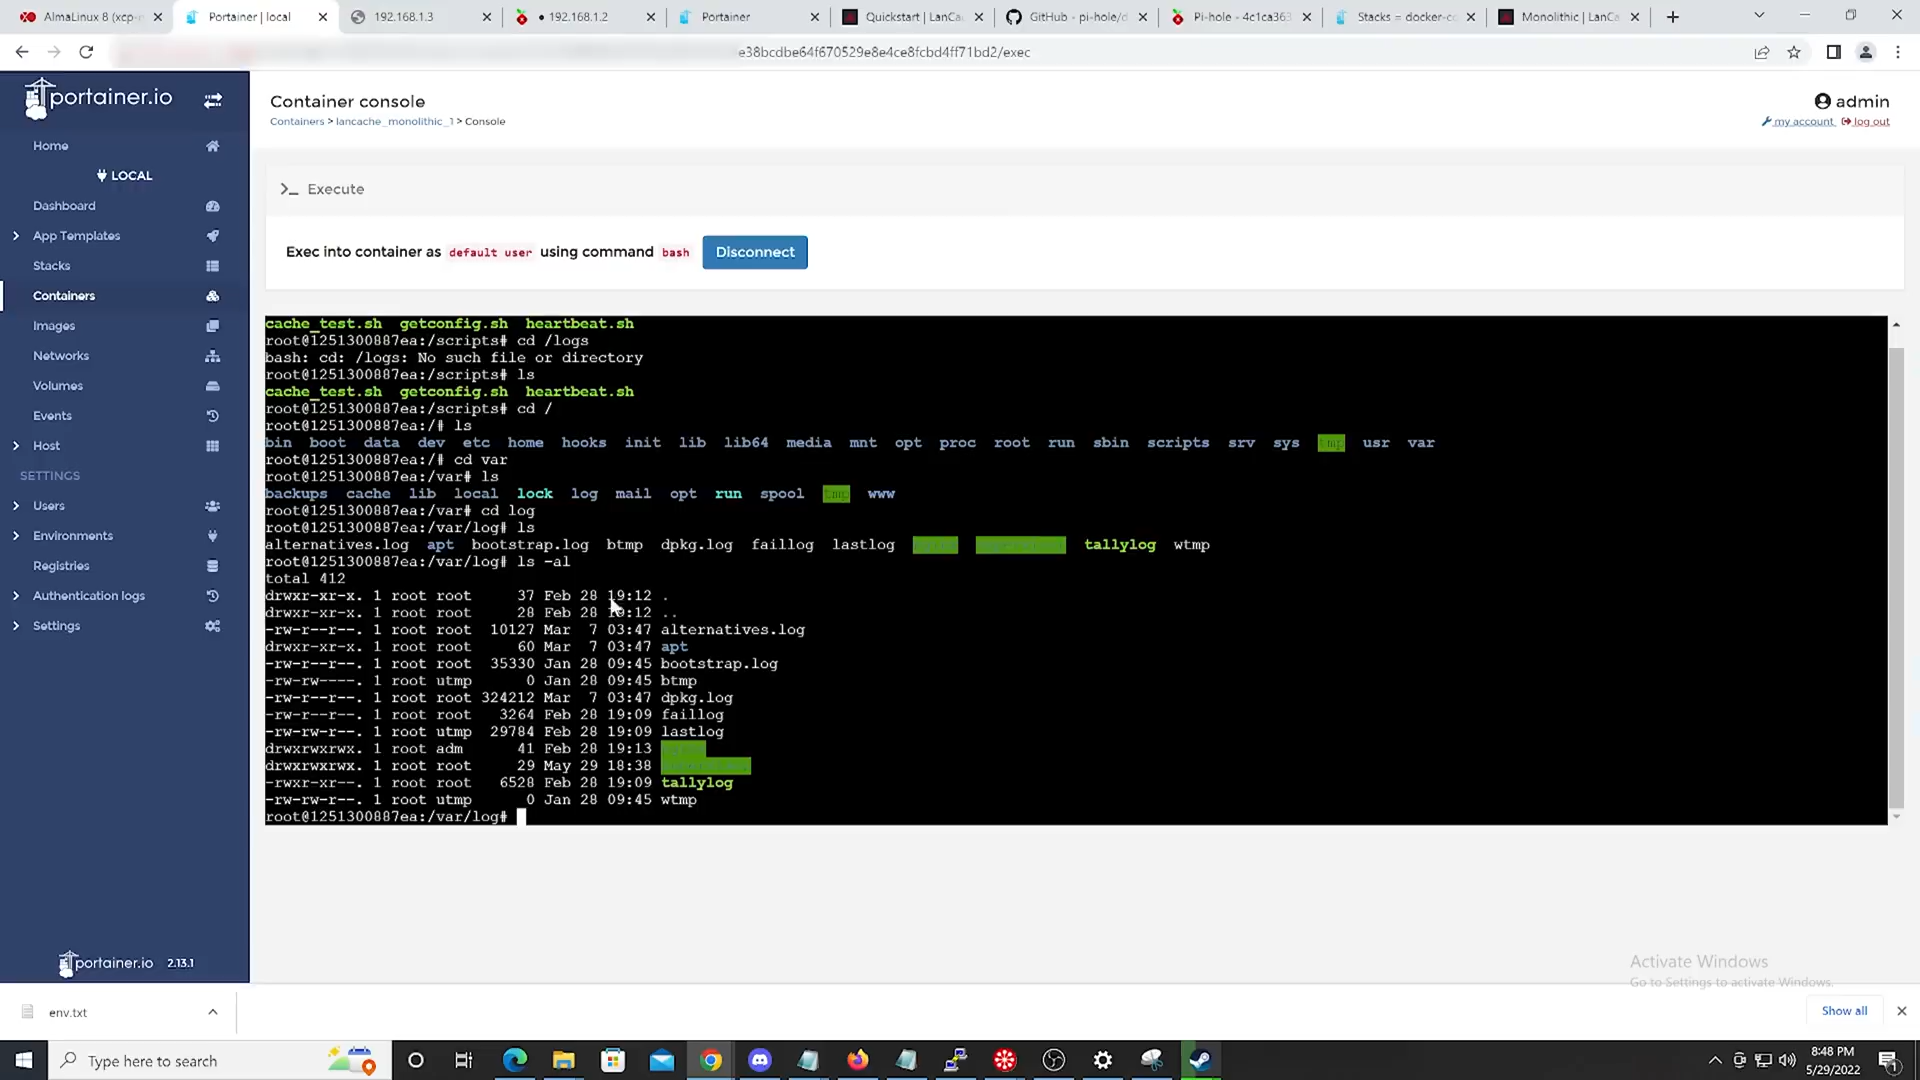 AlmaLinux 8 (xcp-n
Portainer | local
192.168.1.3
• 192.168.1.2
Portainer
Quickstart | LanCa
GitHub - pi-hole/d
Pi-hole - 4c1ca363
Stacks = docker-co
Monolithic | LanCa
e38bcdbe64f670529e8e4ce8fcbd4ff71bd2/exec
portainer.io
Home
LOCAL
Dashboard
App Templates
Stacks
Containers
Images
Networks
Volumes
Events
Host
SETTINGS
Users
Environments
Registries
Authentication logs
Settings
portainer.io 2.13.1
Container console
Containers > lancache_monolithic_1 > Console
admin
my account log out
>_ Execute
Exec into container as default user using command bash Disconnect
cache_test.sh getconfig.sh heartbeat.sh
root@1251300887ea:/scripts# cd /logs
bash: cd: /logs: No such file or directory
root@1251300887ea:/scripts# ls
cache_test.sh getconfig.sh heartbeat.sh
root@1251300887ea:/scripts# cd /
root@1251300887ea:/# ls
bin boot data dev etc home hooks init lib lib64 media mnt opt proc root run sbin scripts srv sys tmp usr var
root@1251300887ea:/# cd var
root@1251300887ea:/var# ls
backups cache lib local lock log mail opt run spool tmp www
root@1251300887ea:/var# cd log
root@1251300887ea:/var/log# ls
alternatives.log apt bootstrap.log btmp dpkg.log faillog lastlog tallylog wtmp
root@1251300887ea:/var/log# ls -al
total 412
drwxr-xr-x. 1 root root 37 Feb 28 19:12 .
drwxr-xr-x. 1 root root 28 Feb 28 19:12 ..
-rw-r--r--. 1 root root 10127 Mar 7 03:47 alternatives.log
drwxr-xr-x. 1 root root 60 Mar 7 03:47 apt
-rw-r--r--. 1 root root 35330 Jan 28 09:45 bootstrap.log
-rw-rw----. 1 root utmp 0 Jan 28 09:45 btmp
-rw-r--r--. 1 root root 324212 Mar 7 03:47 dpkg.log
-rw-r--r--. 1 root root 3264 Feb 28 19:09 faillog
-rw-rw-r--. 1 root utmp 29784 Feb 28 19:09 lastlog
drwxrwxrwx. 1 root adm 41 Feb 28 19:13
drwxrwxrwx. 1 root root 29 May 29 18:38
-rwxr-xr-x. 1 root root 6528 Feb 28 19:09 tallylog
-rw-rw-r--. 1 root utmp 0 Jan 28 09:45 wtmp
root@1251300887ea:/var/log#
Activate Windows
Go to Settings to activate Windows.
env.txt
Show all
Type here to search
8:48 PM
5/29/2022
1